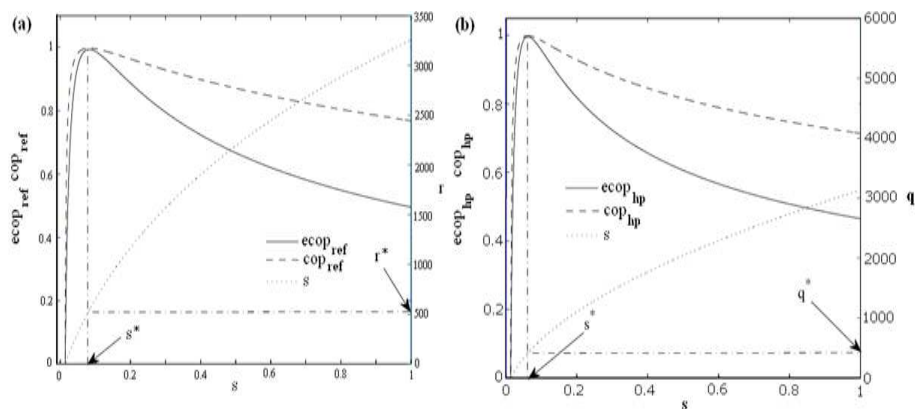 (a)
ecop_ref cop_ref
1
0.8
0.6
0.4
0.2
0
0 0.2 0.4 0.6 0.8 1
s
3500
3000
2500
2000
1500
1000
500
0
r
ecop_ref
cop_ref
s
r*
s*
(b)
ecop_hp cop_hp
1
0.8
0.6
0.4
0.2
0
0 0.2 0.4 0.6 0.8 1
s
6000
5000
4000
3000
2000
1000
0
q
ecop_hp
cop_hp
s
q*
s*